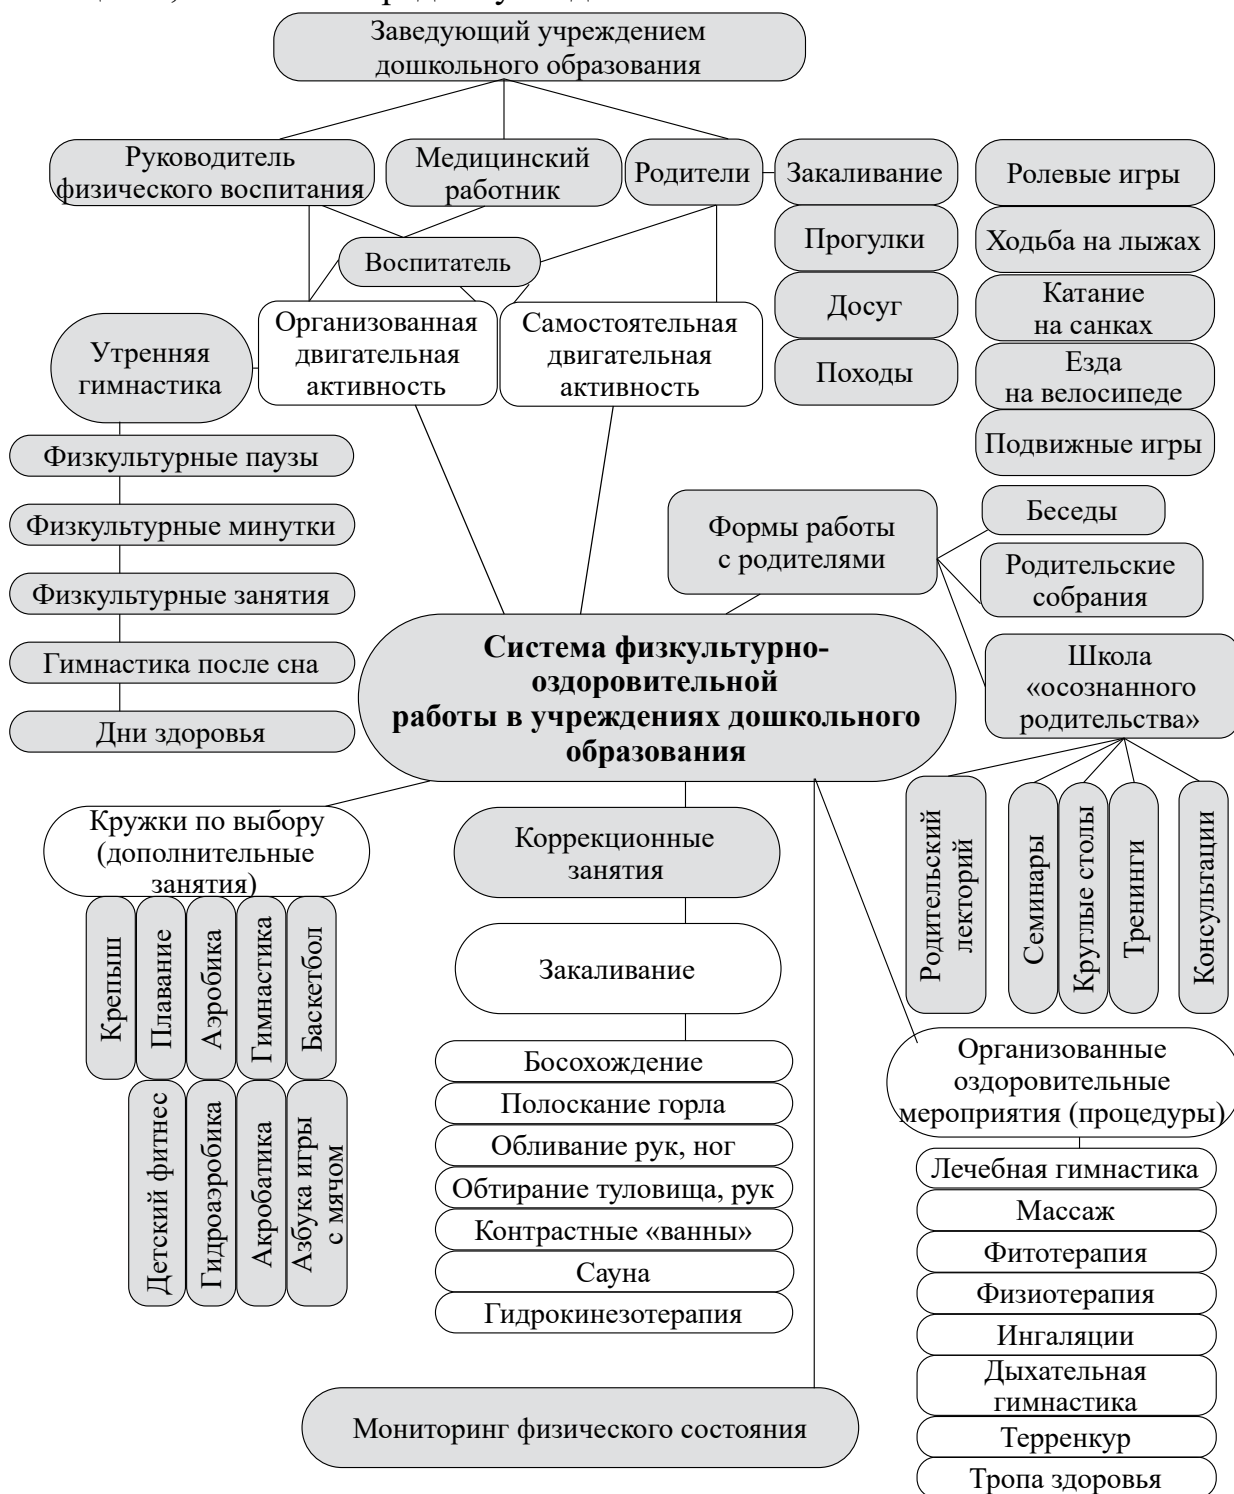 Заведующий учреждением
дошкольного образования
Руководитель
физического воспитания
Медицинский
работник
Родители
Закаливание
Ролевые игры
Воспитатель
Прогулки
Ходьба на лыжах
Досуг
Катание
на санках
Утренняя
гимнастика
Организованная
двигательная
активность
Самостоятельная
двигательная
активность
Походы
Езда
на велосипеде
Подвижные игры
Физкультурные паузы
Физкультурные минутки
Физкультурные занятия
Гимнастика после сна
Дни здоровья
Формы работы
с родителями
Беседы
Родительские
собрания
Школа
«осознанного
родительства»
Система физкультурно-
оздоровительной
работы в учреждениях дошкольного
образования
Родительский
лекторий
Семинары
Круглые столы
Тренинги
Консультации
Кружки по выбору
(дополнительные
занятия)
Крепыш
Плавание
Аэробика
Гимнастика
Баскетбол
Детский фитнес
Гидроаэробика
Акробатика
Азбука игры
с мячом
Коррекционные
занятия
Закаливание
Босохождение
Полоскание горла
Обливание рук, ног
Обтирание туловища, рук
Контрастные «ванны»
Сауна
Гидрокинезотерапия
Организованные
оздоровительные
мероприятия (процедуры)
Лечебная гимнастика
Массаж
Фитотерапия
Физиотерапия
Ингаляции
Дыхательная
гимнастика
Терренкур
Тропа здоровья
Мониторинг физического состояния